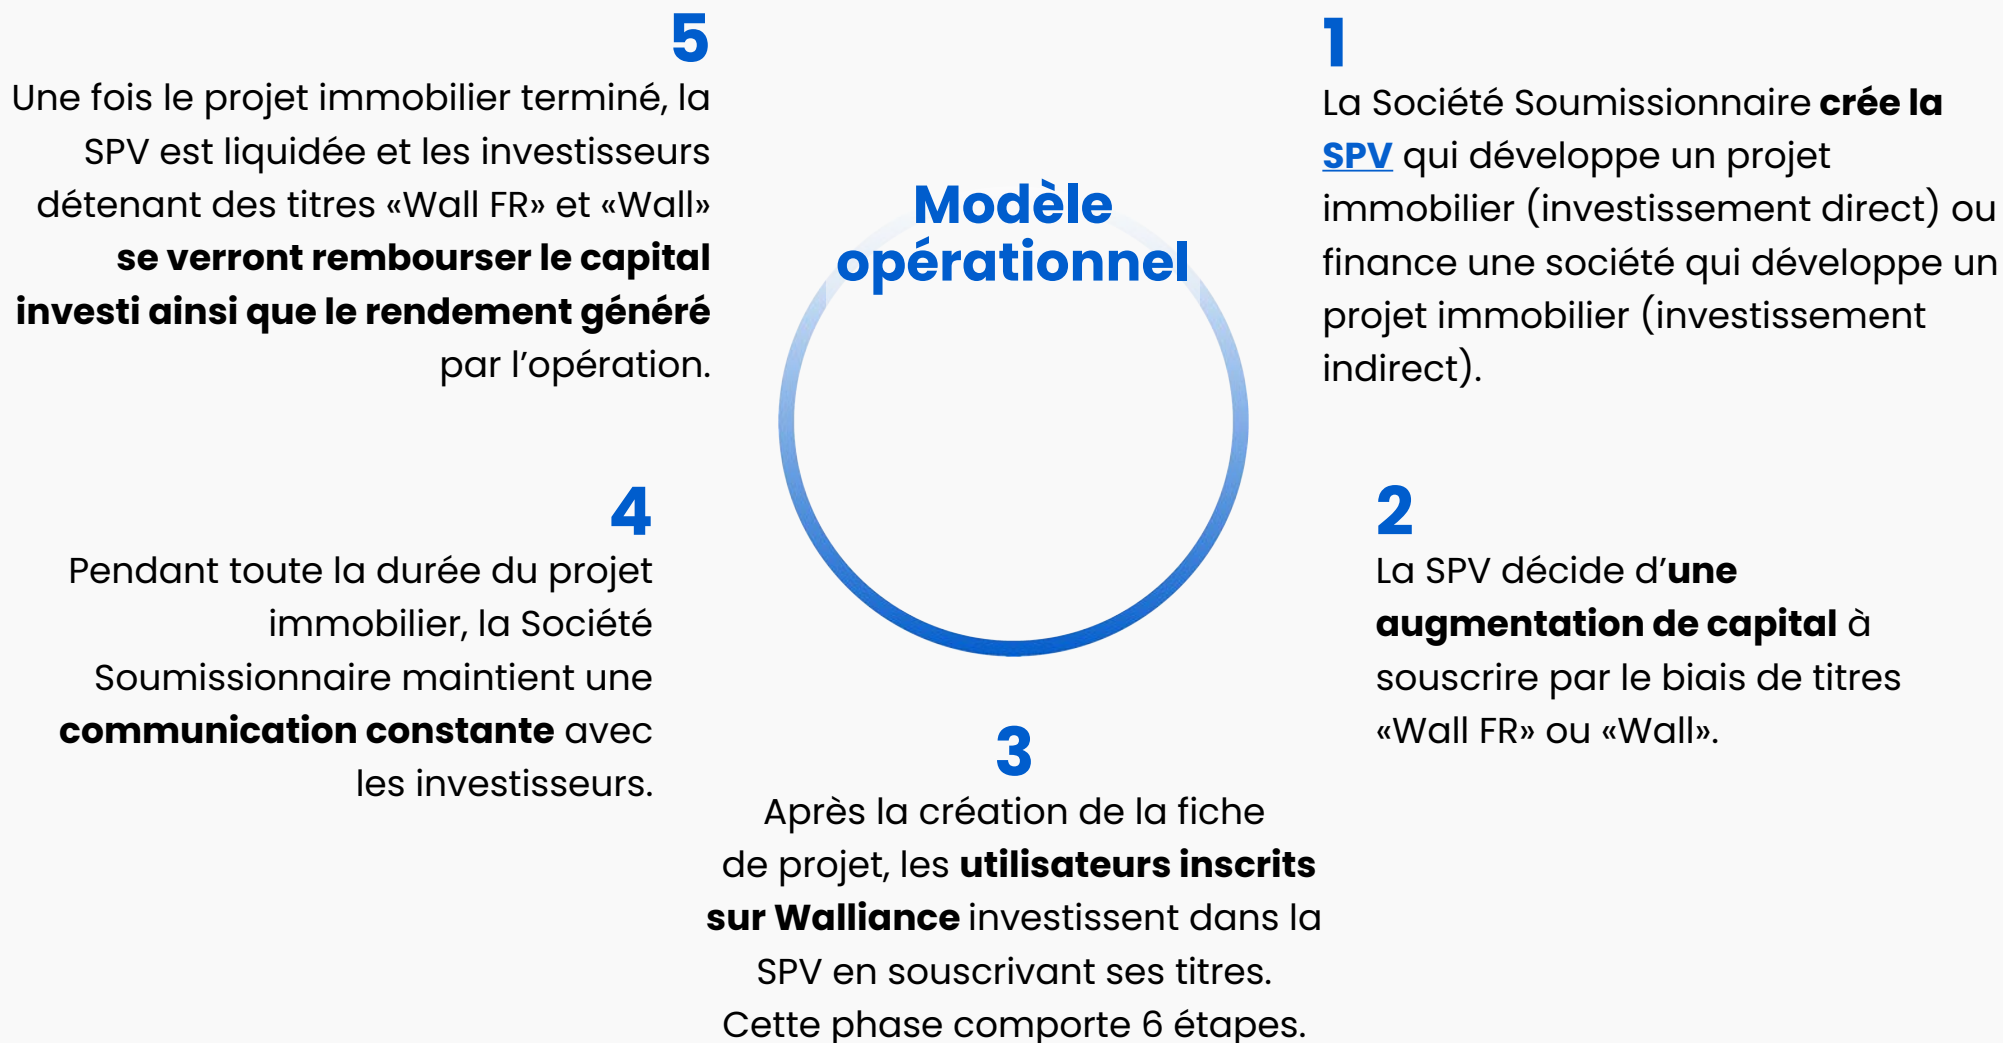 Modèle
opérationnel
1
La Société Soumissionnaire crée la
SPV qui développe un projet
immobilier (investissement direct) ou
finance une société qui développe un
projet immobilier (investissement
indirect).
2
La SPV décide d’une
augmentation de capital à
souscrire par le biais de titres
«Wall FR» ou «Wall».
3
Après la création de la fiche
de projet, les utilisateurs inscrits
sur Walliance investissent dans la
SPV en souscrivant ses titres.
Cette phase comporte 6 étapes.
4
Pendant toute la durée du projet
immobilier, la Société
Soumissionnaire maintient une
communication constante avec
les investisseurs.
5
Une fois le projet immobilier terminé, la
SPV est liquidée et les investisseurs
détenant des titres «Wall FR» et «Wall»
se verront rembourser le capital
investi ainsi que le rendement généré
par l’opération.